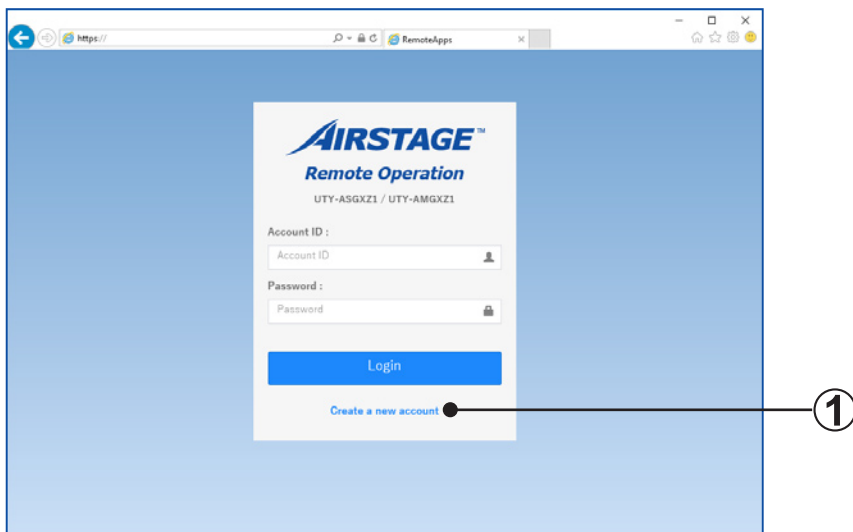 https://
RemoteApps
AIRSTAGE™
Remote Operation
UTY-ASGXZ1 / UTY-AMGXZ1
Account ID :
Account ID
Password :
Password
Login
Create a new account
1